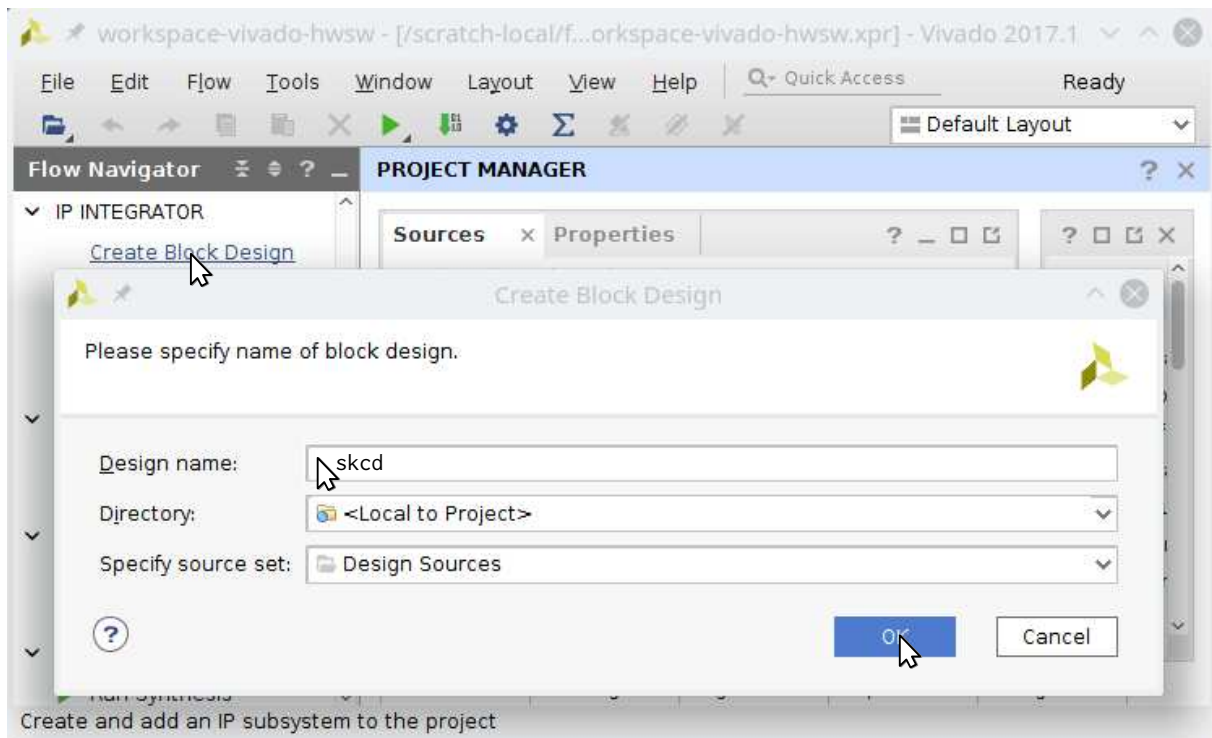 workspace-vivado-hwsw - [/scratch-local/f...orkspace-vivado-hwsw.xpr] - Vivado 2017.1
File Edit Flow Tools Window Layout View Help Quick Access Ready
Default Layout
Flow Navigator ? PROJECT MANAGER ?
IP INTEGRATOR
Sources Properties ? ?
Create Block Design
Create Block Design
Please specify name of block design.
Design name: skcd
Directory: <Local to Project>
Specify source set: Design Sources
? OK Cancel
Run Synthesis
Create and add an IP subsystem to the project